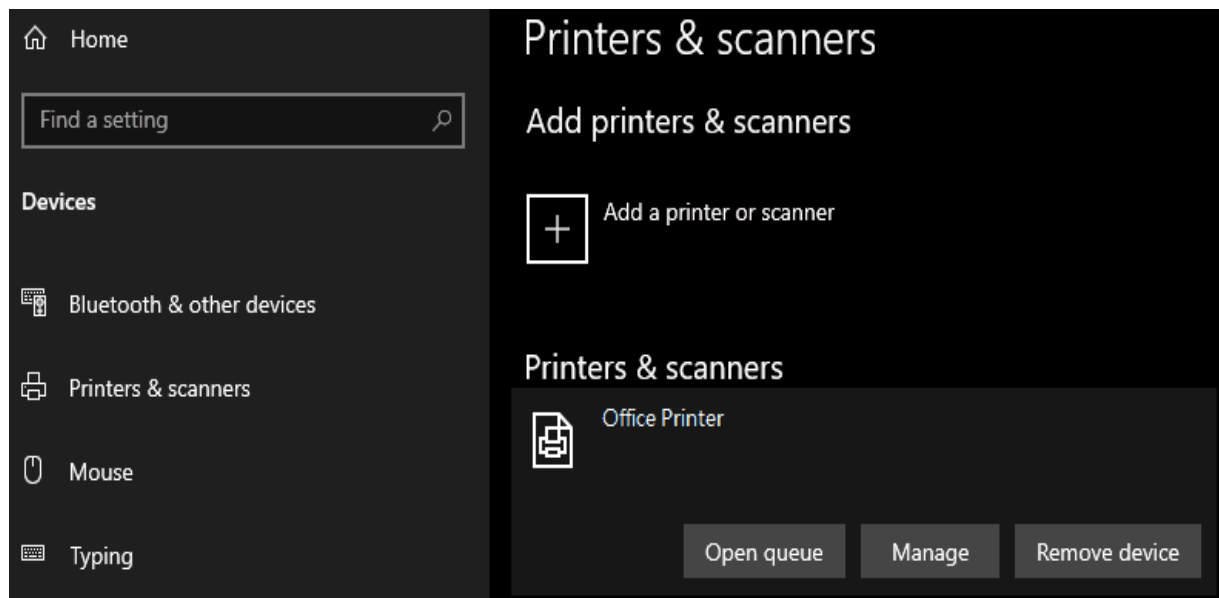 Home
Find a setting
Devices
Bluetooth & other devices
Printers & scanners
Mouse
Typing
Printers & scanners
Add printers & scanners
Add a printer or scanner
Printers & scanners
Office Printer
Open queue Manage Remove device